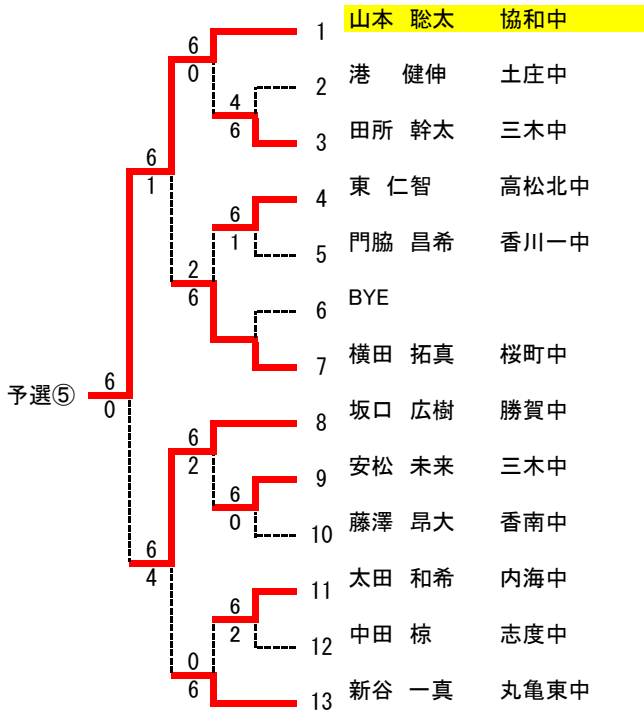 1 山本 聡太 協和中
6
0
2 港 健伸 土庄中
4
6
3 田所 幹太 三木中
6
1
4 東 仁智 高松北中
6
1
5 門脇 昌希 香川一中
2
6
6 BYE
7 横田 拓真 桜町中
予選⑤
6
0
8 坂口 広樹 勝賀中
6
2
9 安松 未来 三木中
6
0
10 藤澤 昂大 香南中
6
4
11 太田 和希 内海中
6
2
12 中田 椋 志度中
0
6
13 新谷 一真 丸亀東中